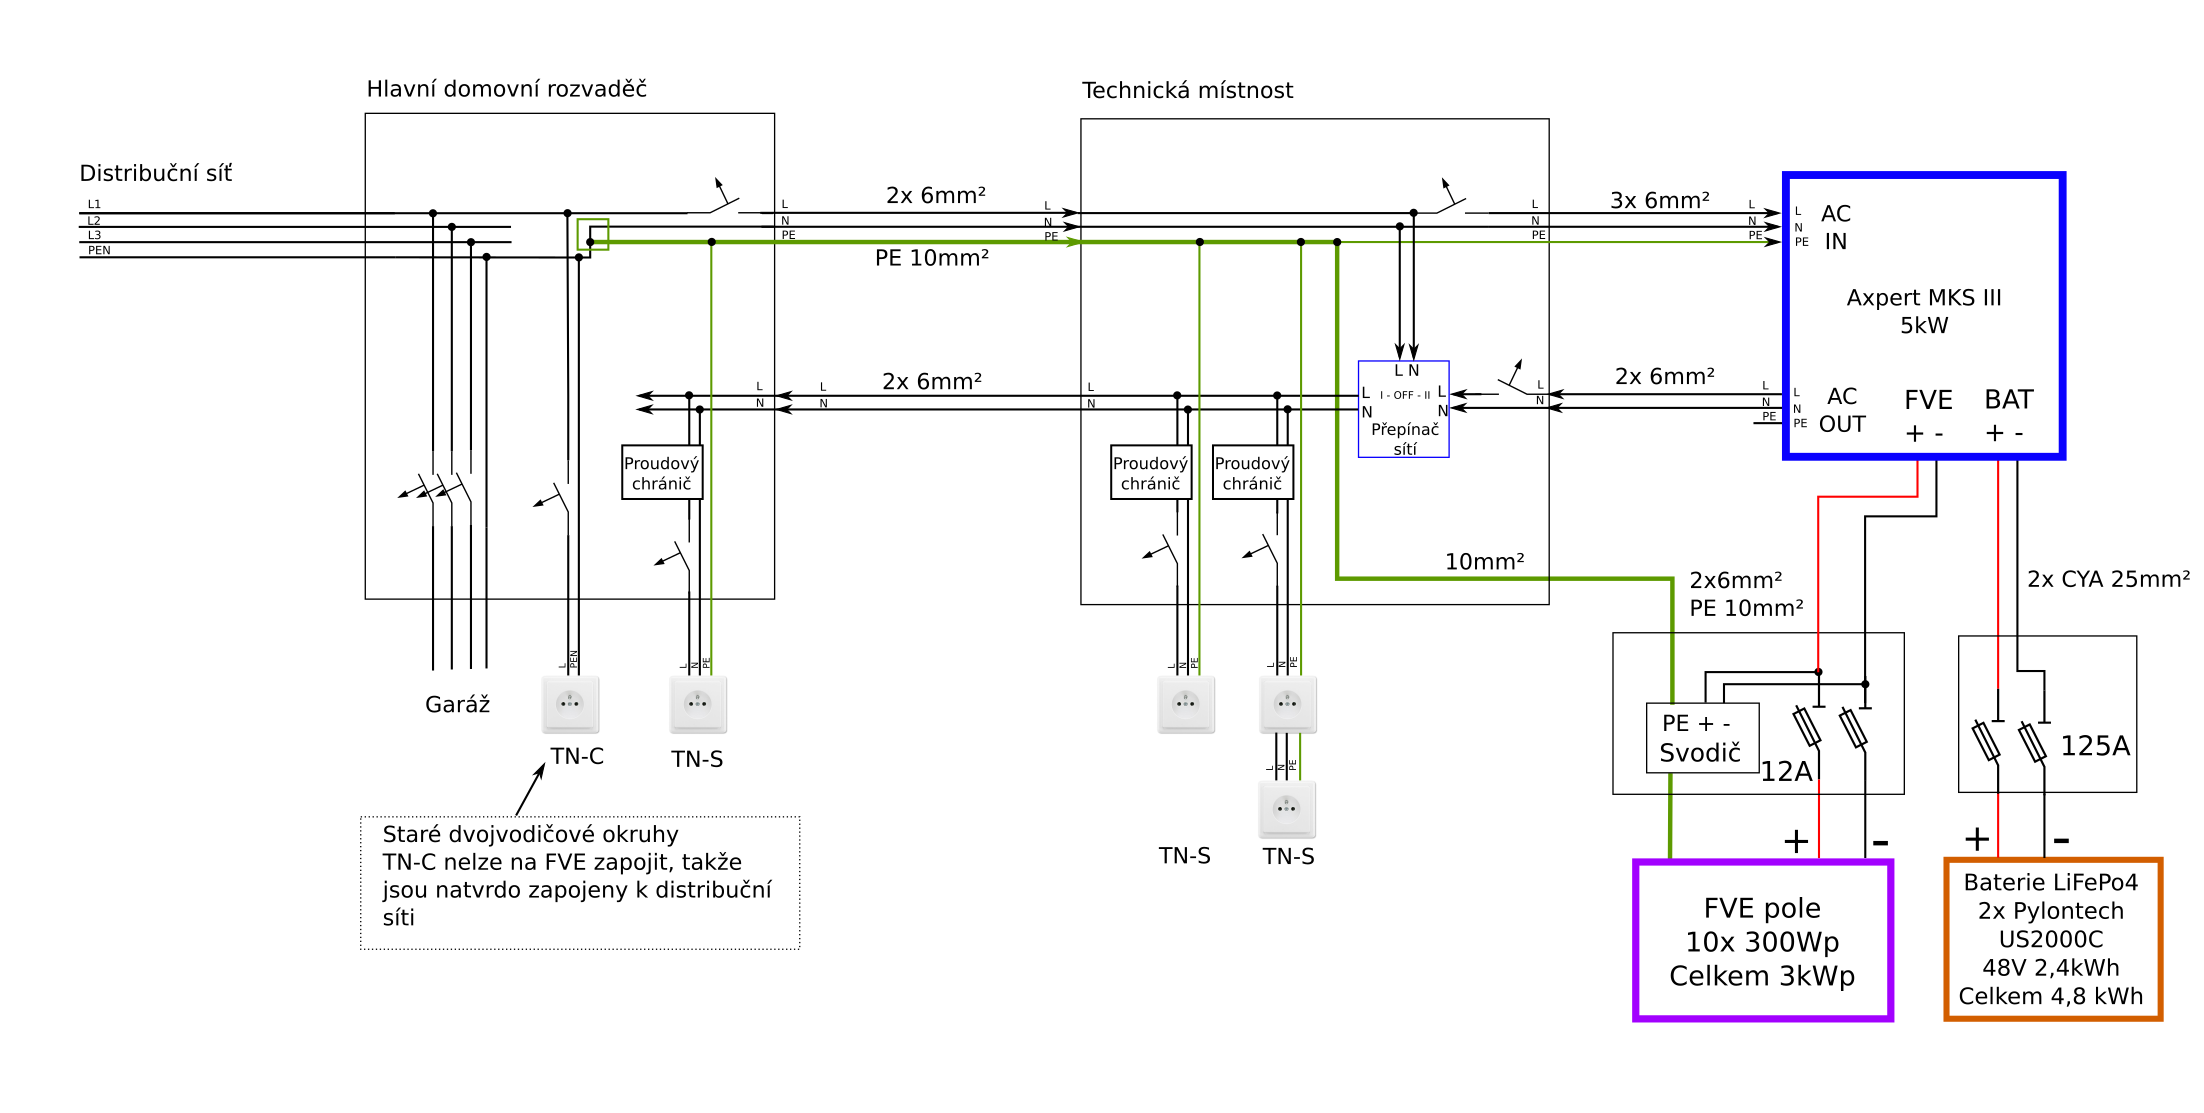 Hlavní domovní rozvaděč
Technická místnost
Distribuční síť
L1
L2
L3
PEN
L
N
PE
2x 6mm²
PE 10mm²
L
N
PE
L
N
PE
3x 6mm²
L
N
PE
L
N
PE
AC
IN
Axpert MKS III
5kW
L
N
PE
AC
OUT
FVE
+ -
BAT
+ -
L
N
L
N
2x 6mm²
L
N
L N
L
N
I - OFF - II
L
N
Přepínač
sítí
L
N
2x 6mm²
L
N
PE
Proudový
chránič
Proudový
chránič
Proudový
chránič
10mm²
2x6mm²
PE 10mm²
2x CYA 25mm²
L
PEN
L
N
PE
L
N
PE
L
N
PE
Garáž
TN-C
TN-S
L
N
PE
TN-S
TN-S
PE + -
Svodič
12A
125A
Staré dvojvodičové okruhy
TN-C nelze na FVE zapojit, takže
jsou natvrdo zapojeny k distribuční
síti
+
-
+
-
FVE pole
10x 300Wp
Celkem 3kWp
Baterie LiFePo4
2x Pylontech
US2000C
48V 2,4kWh
Celkem 4,8 kWh